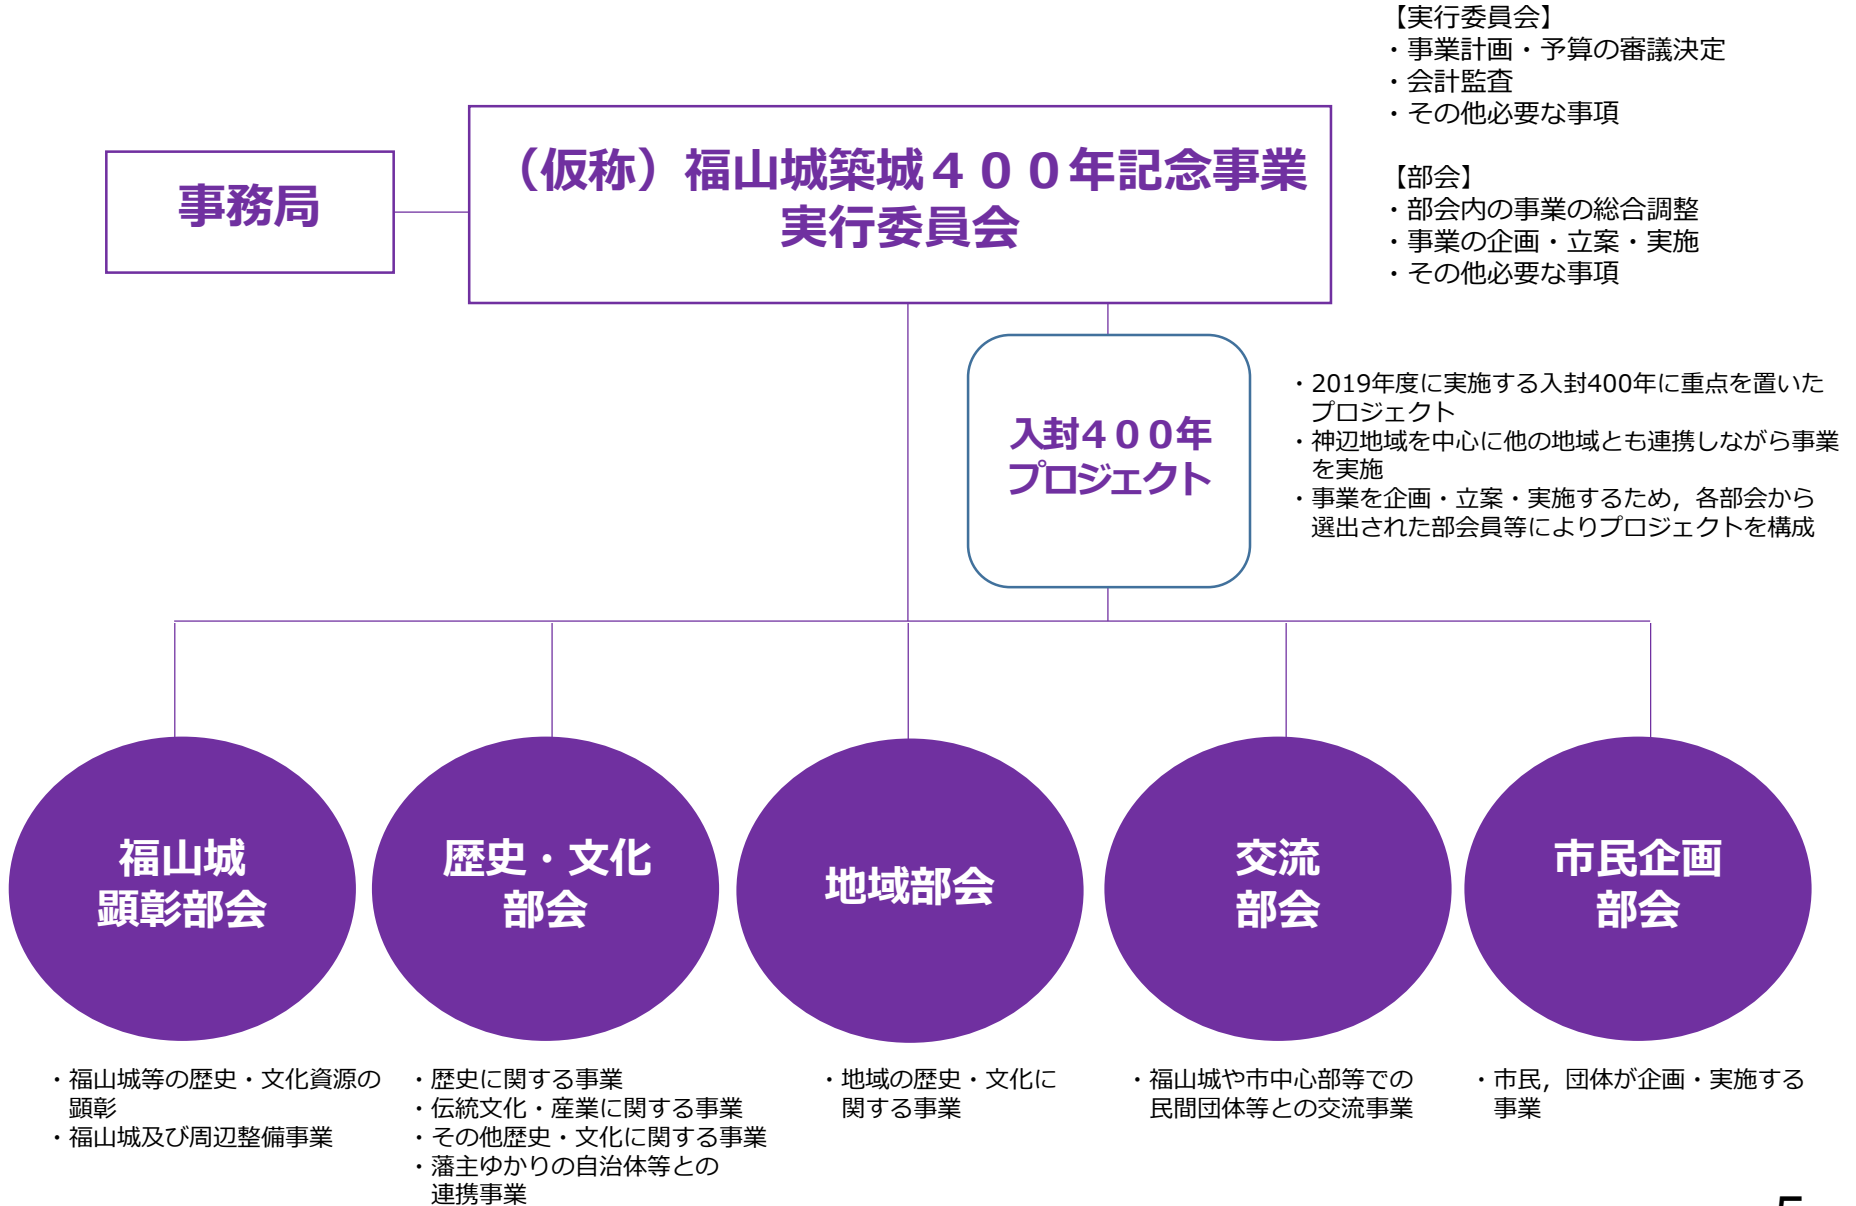 【実行委員会】
・事業計画・予算の審議決定
・会計監査
・その他必要な事項
【部会】
・部会内の事業の総合調整
・事業の企画・立案・実施
・その他必要な事項
事務局
（仮称）福山城築城４００年記念事業
実行委員会
入封４００年
プロジェクト
・2019年度に実施する入封400年に重点を置いた
プロジェクト
・神辺地域を中心に他の地域とも連携しながら事業
を実施
・事業を企画・立案・実施するため，各部会から
選出された部会員等によりプロジェクトを構成
福山城
顕彰部会
歴史・文化
部会
地域部会
交流
部会
市民企画
部会
・福山城等の歴史・文化資源の
顕彰
・福山城及び周辺整備事業
・歴史に関する事業
・伝統文化・産業に関する事業
・その他歴史・文化に関する事業
・藩主ゆかりの自治体等との
連携事業
・地域の歴史・文化に
関する事業
・福山城や市中心部等での
民間団体等との交流事業
・市民，団体が企画・実施する
事業